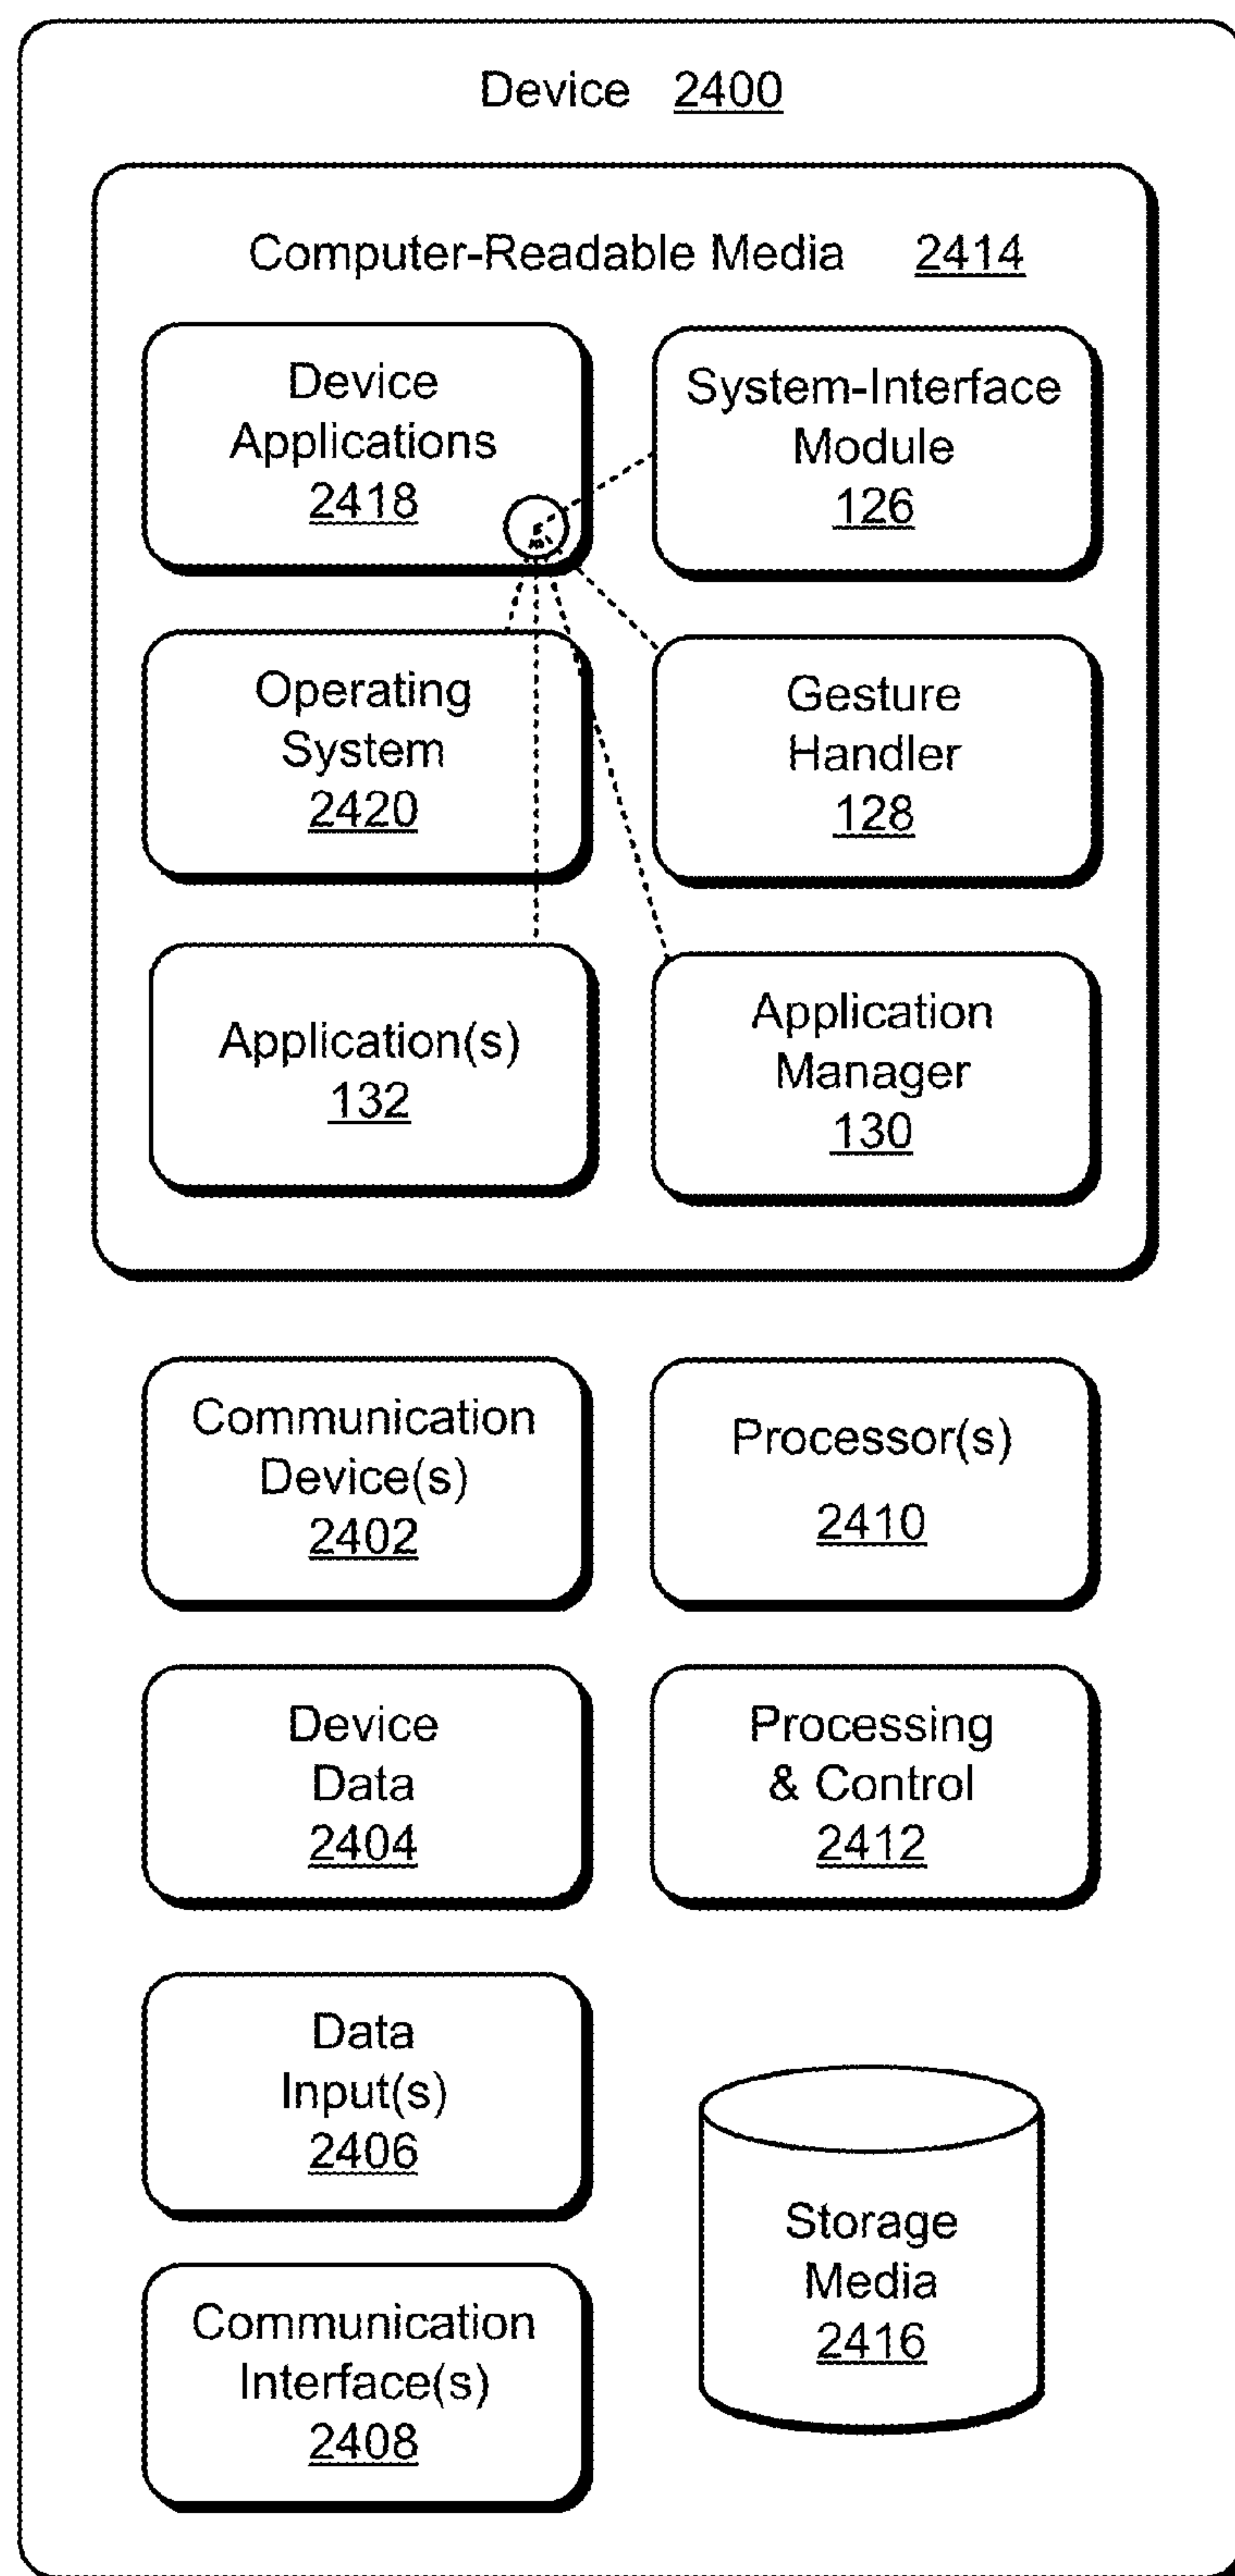 Device 2400
Computer-Readable Media 2414
Device
Applications
2418
System-Interface
Module
126
Operating
System
2420
Gesture
Handler
128
Application(s)
132
Application
Manager
130
Communication
Device(s)
2402
Processor(s)
2410
Device
Data
2404
Processing
& Control
2412
Data
Input(s)
2406
Storage
Media
2416
Communication
Interface(s)
2408